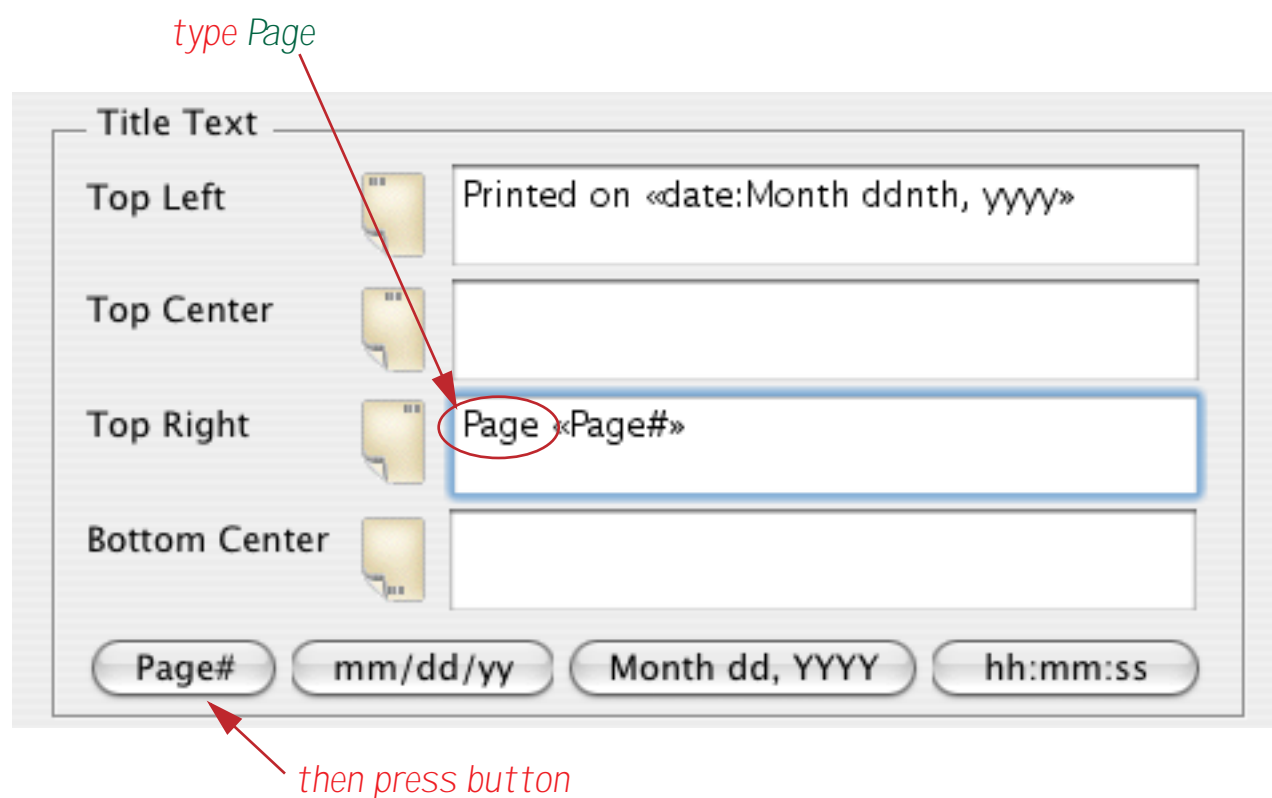 type Page
Title Text
Top Left
Printed on «date:Month ddnth, yyyy»
Top Center
Top Right
Page «Page#»
Bottom Center
Page# mm/dd/yy Month dd, YYYY hh:mm:ss
then press button